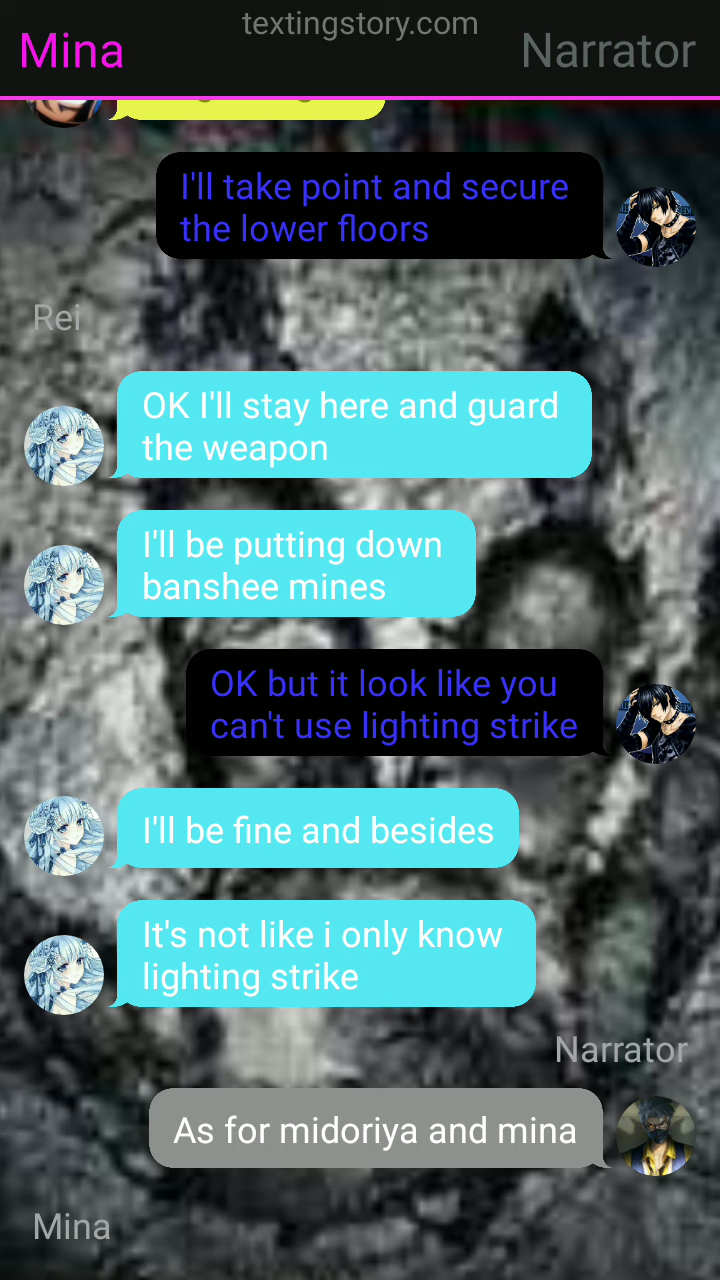 textingstory.com
Mina
Narrator
I'll take point and secure
the lower floors
Rei
OK I'll stay here and guard
the weapon
I'll be putting down
banshee mines
OK but it look like you
can't use lighting strike
I'll be fine and besides
It's not like i only know
lighting strike
Narrator
As for midoriya and mina
Mina